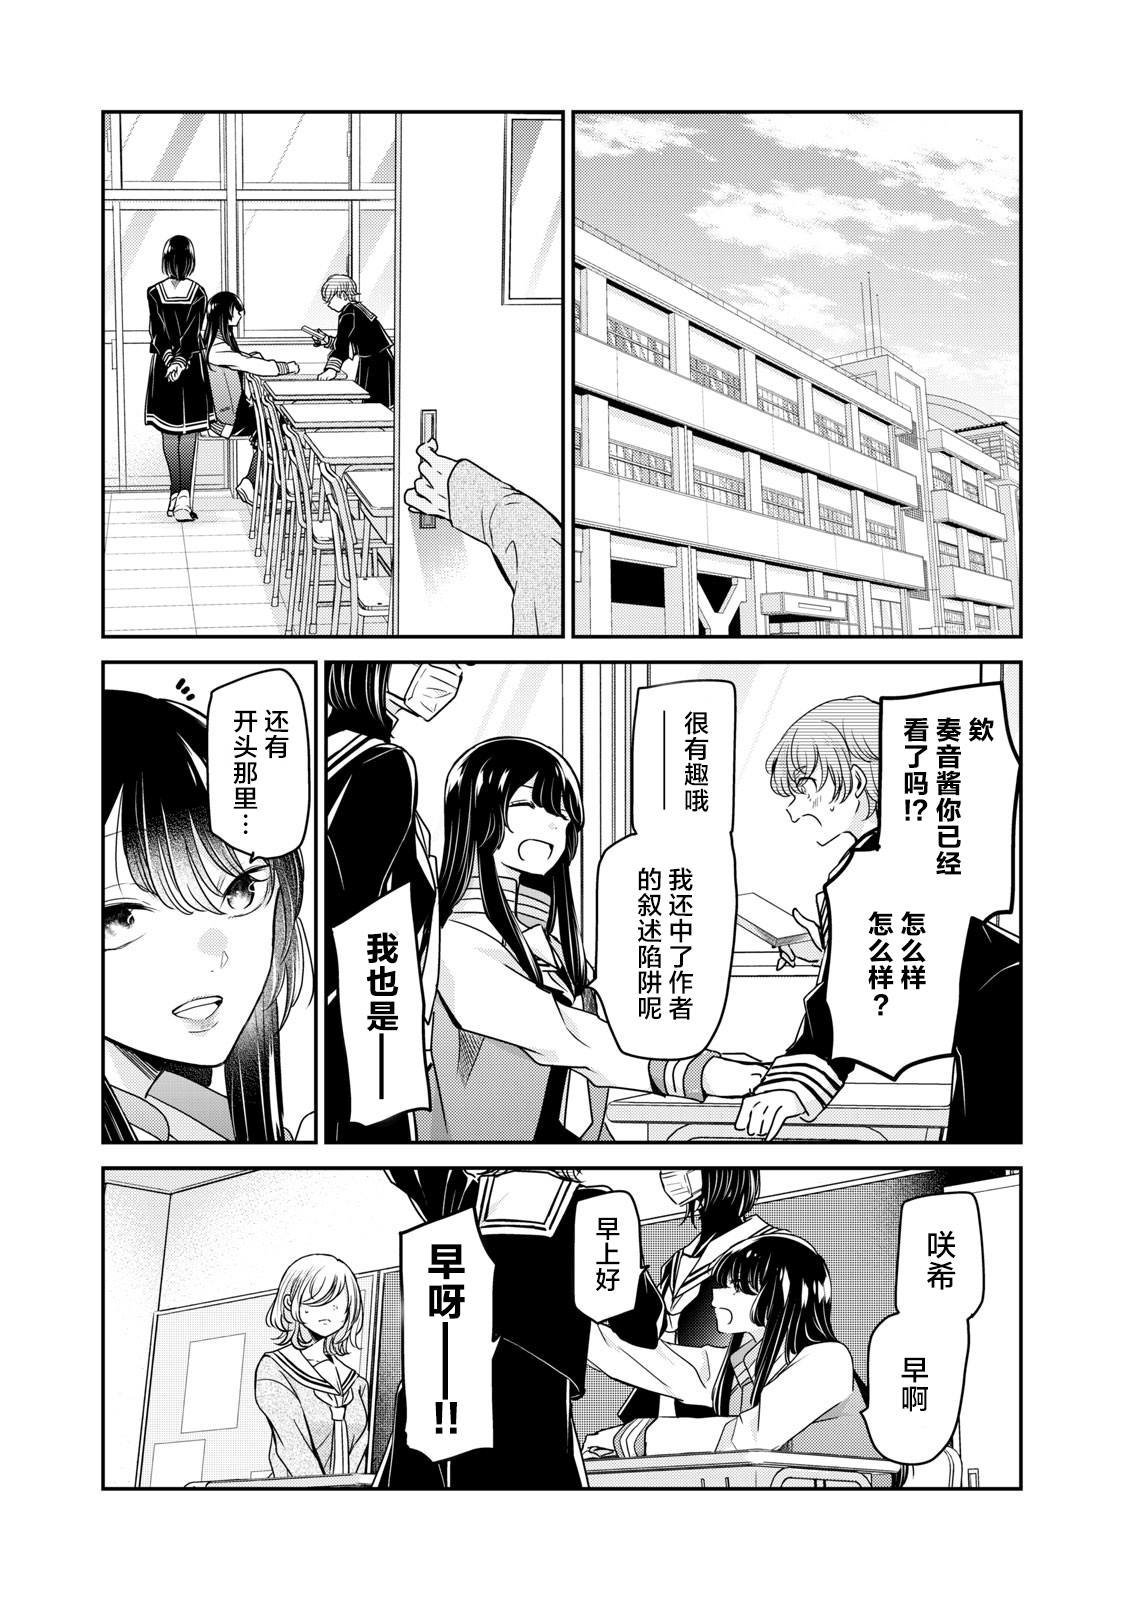 欸
奏音酱你已经
看了吗!?
怎么样
怎么样？
很有趣哦
——
我还中了作者
的叙述陷阱呢
我也是——
还有
开头那里…
咲希
早啊
早上好
早呀——!!